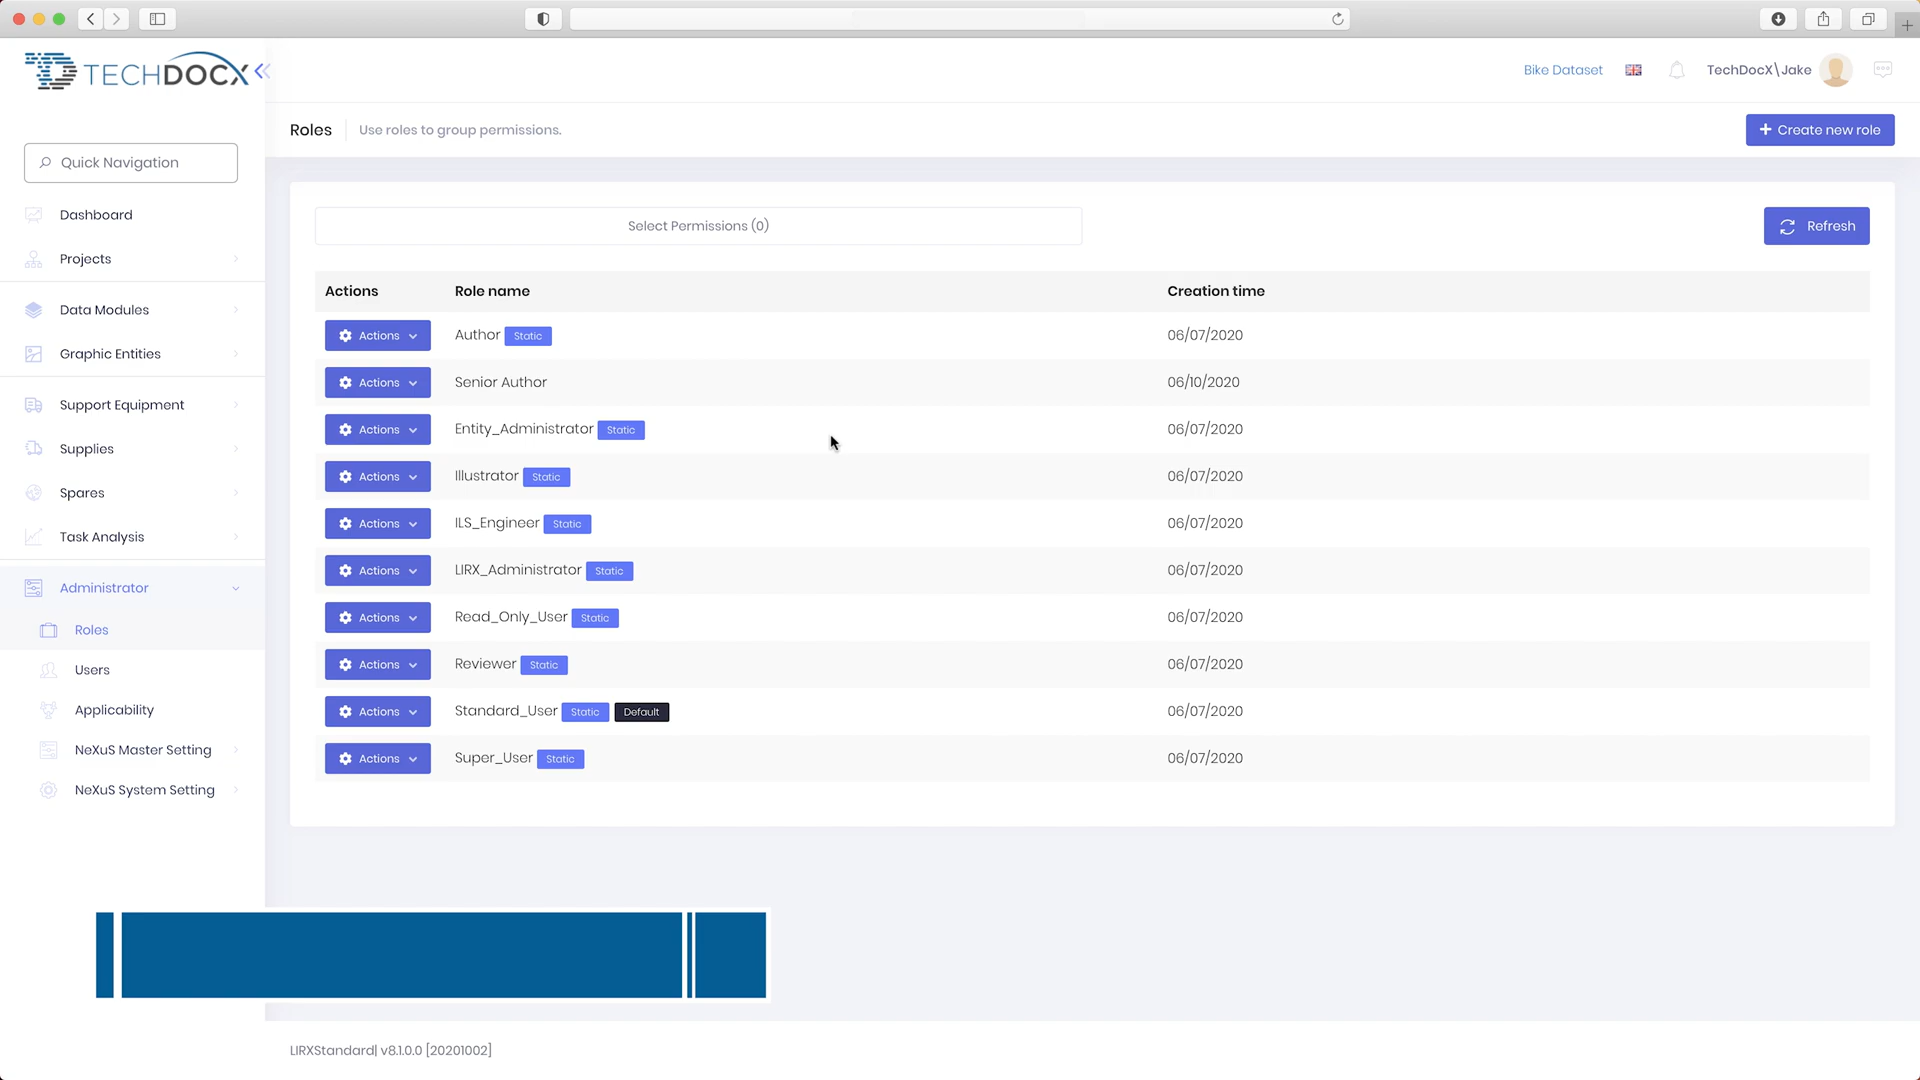 TECHDOCX
Bike Dataset
TechDocX\Jake
Roles
Use roles to group permissions.
Create new role
Quick Navigation
Dashboard
Projects
Data Modules
Graphic Entities
Support Equipment
Supplies
Spares
Task Analysis
Administrator
Roles
Users
Applicability
NeXuS Master Setting
NeXuS System Setting
Select Permissions (0)
Refresh
Actions Role name Creation time
Actions Author Static 06/07/2020
Actions Senior Author 06/10/2020
Actions Entity_Administrator Static 06/07/2020
Actions Illustrator Static 06/07/2020
Actions ILS_Engineer Static 06/07/2020
Actions LIRX_Administrator Static 06/07/2020
Actions Read_Only_User Static 06/07/2020
Actions Reviewer Static 06/07/2020
Actions Standard_User Static Default 06/07/2020
Actions Super_User Static 06/07/2020
LIRXStandard| v8.1.0.0 [20201002]